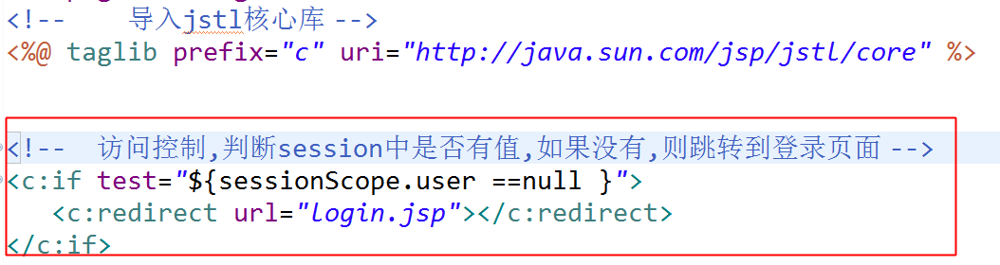 <!-- 导入jstl核心库 -->
<%@ taglib prefix="c" uri="http://java.sun.com/jsp/jstl/core" %>
<!-- 访问控制,判断session中是否有值,如果没有,则跳转到登录页面 -->
<c:if test="${sessionScope.user ==null }">
<c:redirect url="login.jsp"></c:redirect>
</c:if>